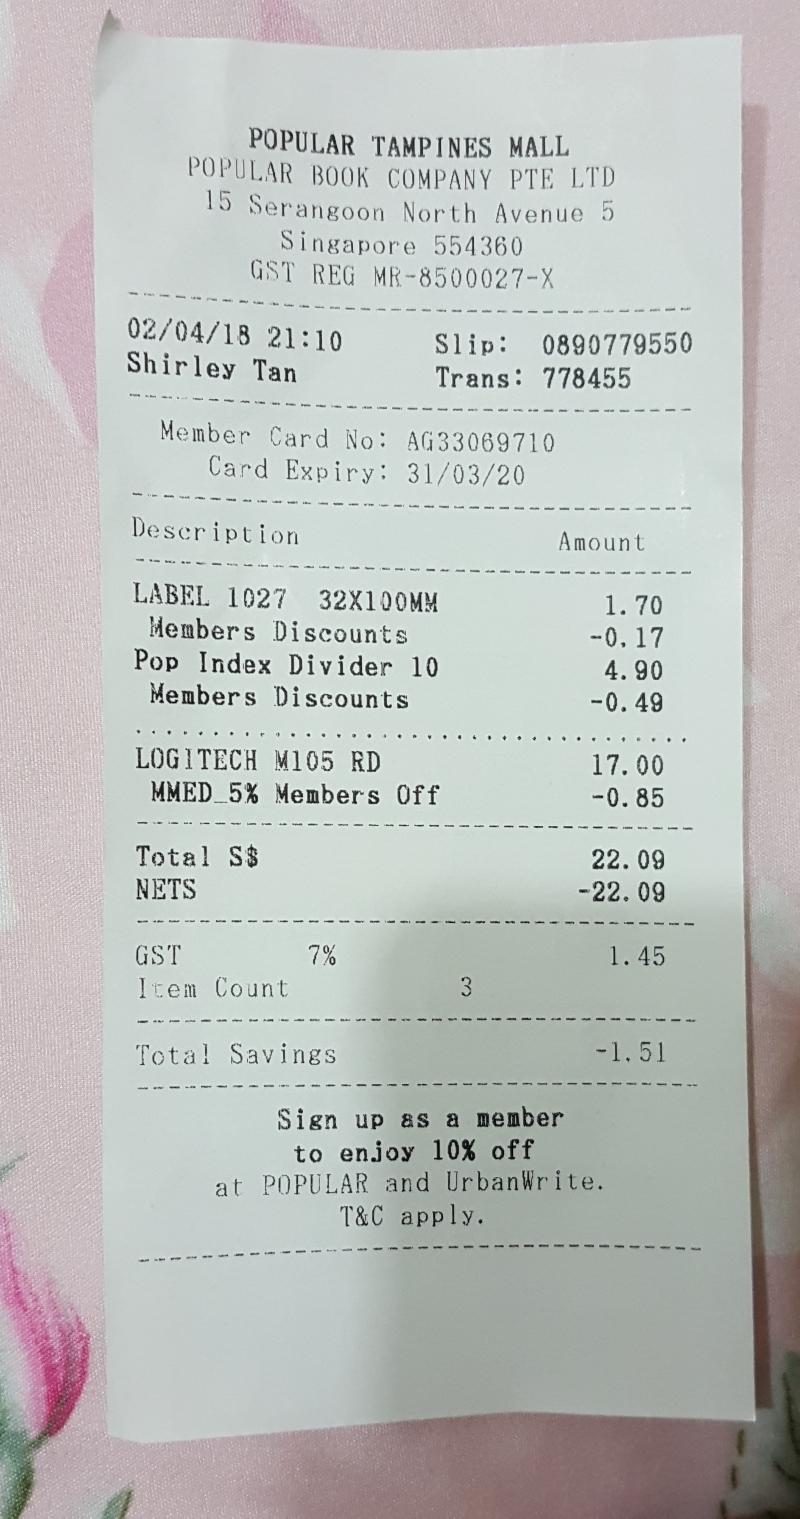 POPULAR TAMPINES MALL
POPULAR BOOK COMPANY PTE LTD
15 Serangoon North Avenue 5
Singapore 554360
GST REG MR-8500027-X
02/04/18 21:10 Slip: 0890779550
Shirley Tan Trans: 778455
Member Card No: AG33069710
Card Expiry: 31/03/20
Description Amount
LABEL 1027 32X100MM 1.70
Members Discounts -0.17
Pop Index Divider 10 4.90
Members Discounts -0.49
LOGITECH M105 RD 17.00
MMED_5% Members Off -0.85
Total S$ 22.09
NETS -22.09
GST 7% 1.45
Item Count 3
Total Savings -1.51
Sign up as a member
to enjoy 10% off
at POPULAR and UrbanWrite.
T&C apply.